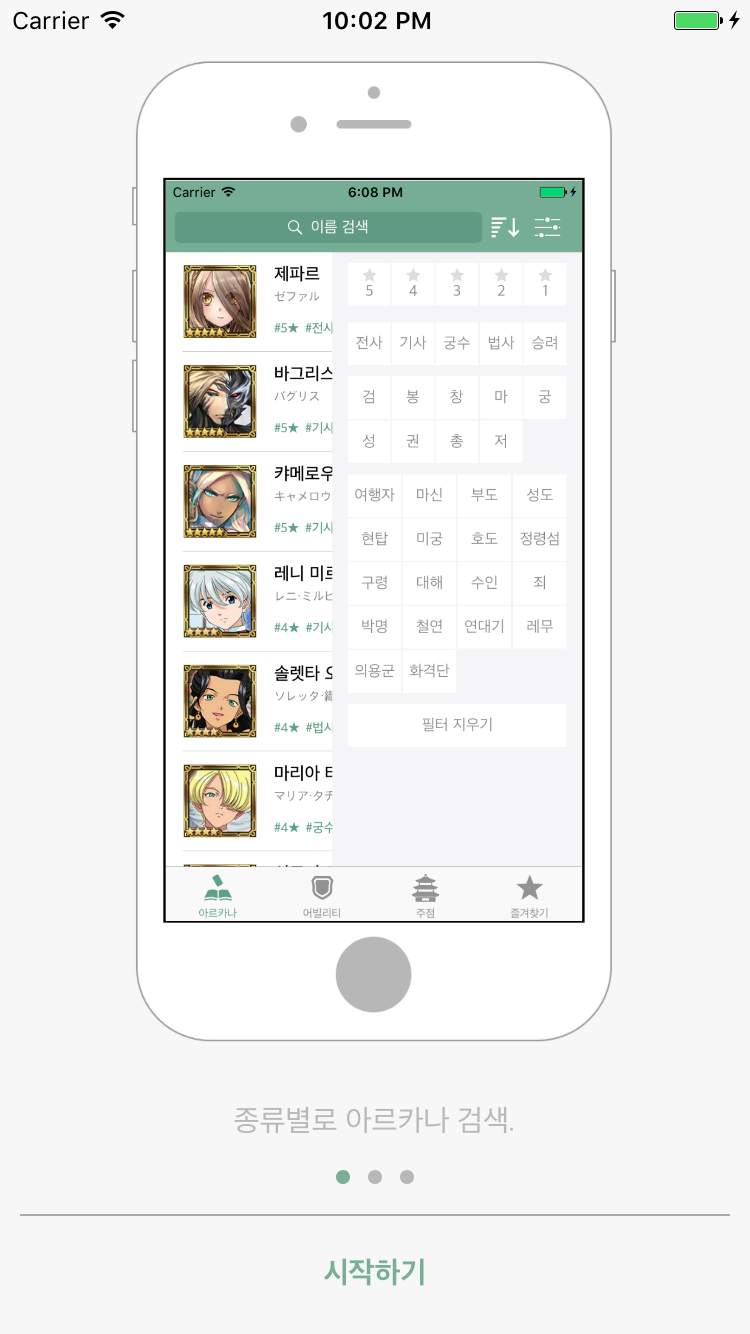 Carrier 10:02 PM
Carrier 6:08 PM
이름 검색
제파르
ゼファル
#5★ #전사
바그리스
バグリス
#5★ #기사
캬메로우
キャメロウ
#5★ #기사
레니 미르
レニ·ミルヒ
#4★ #기사
솔렛타 오
ソレッタ·織
#4★ #법사
마리아 타
マリア·タチ
#4★ #궁수
5 4 3 2 1
전사 기사 궁수 법사 승려
검 봉 창 마 궁
성 권 총 저
여행자 마신 부도 성도
현탑 미궁 호도 정령섬
구령 대해 수인 죄
박명 철연 연대기 레무
의용군 화격단
필터 지우기
아르카나 어빌리티 주점 즐겨찾기
종류별로 아르카나 검색.
시작하기